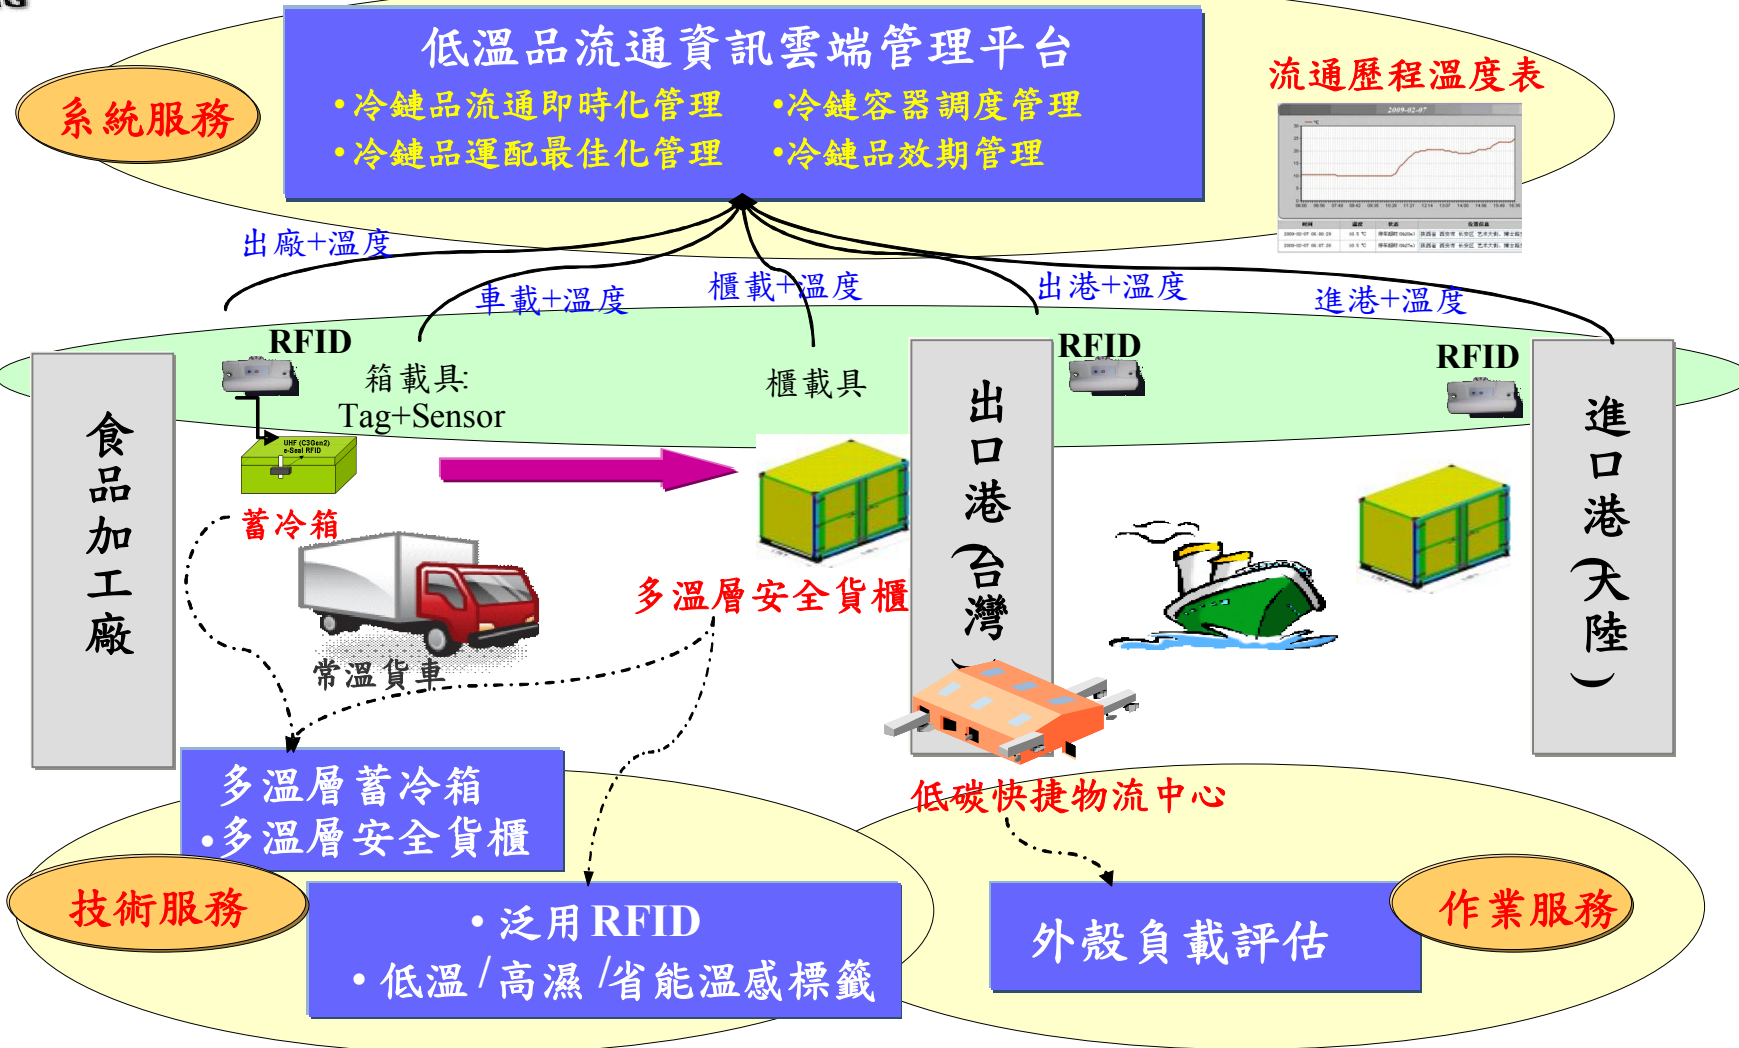 低溫品流通資訊雲端管理平台
•冷鏈品流通即時化管理
•冷鏈容器調度管理
•冷鏈品運配最佳化管理
•冷鏈品效期管理
系統服務
流通歷程溫度表
2009-02-07
出廠+溫度
車載+溫度
櫃載+溫度
出港+溫度
進港+溫度
RFID
箱載具:
Tag+Sensor
櫃載具
RFID
RFID
食品加工廠
UHF (C3Gen2)
e-Seal RFID
蓄冷箱
常溫貨車
多溫層安全貨櫃
出口港(台灣)
進口港(大陸)
低碳快捷物流中心
多溫層蓄冷箱
•多溫層安全貨櫃
技術服務
•泛用RFID
•低溫/高濕/省能溫感標籤
外殼負載評估
作業服務